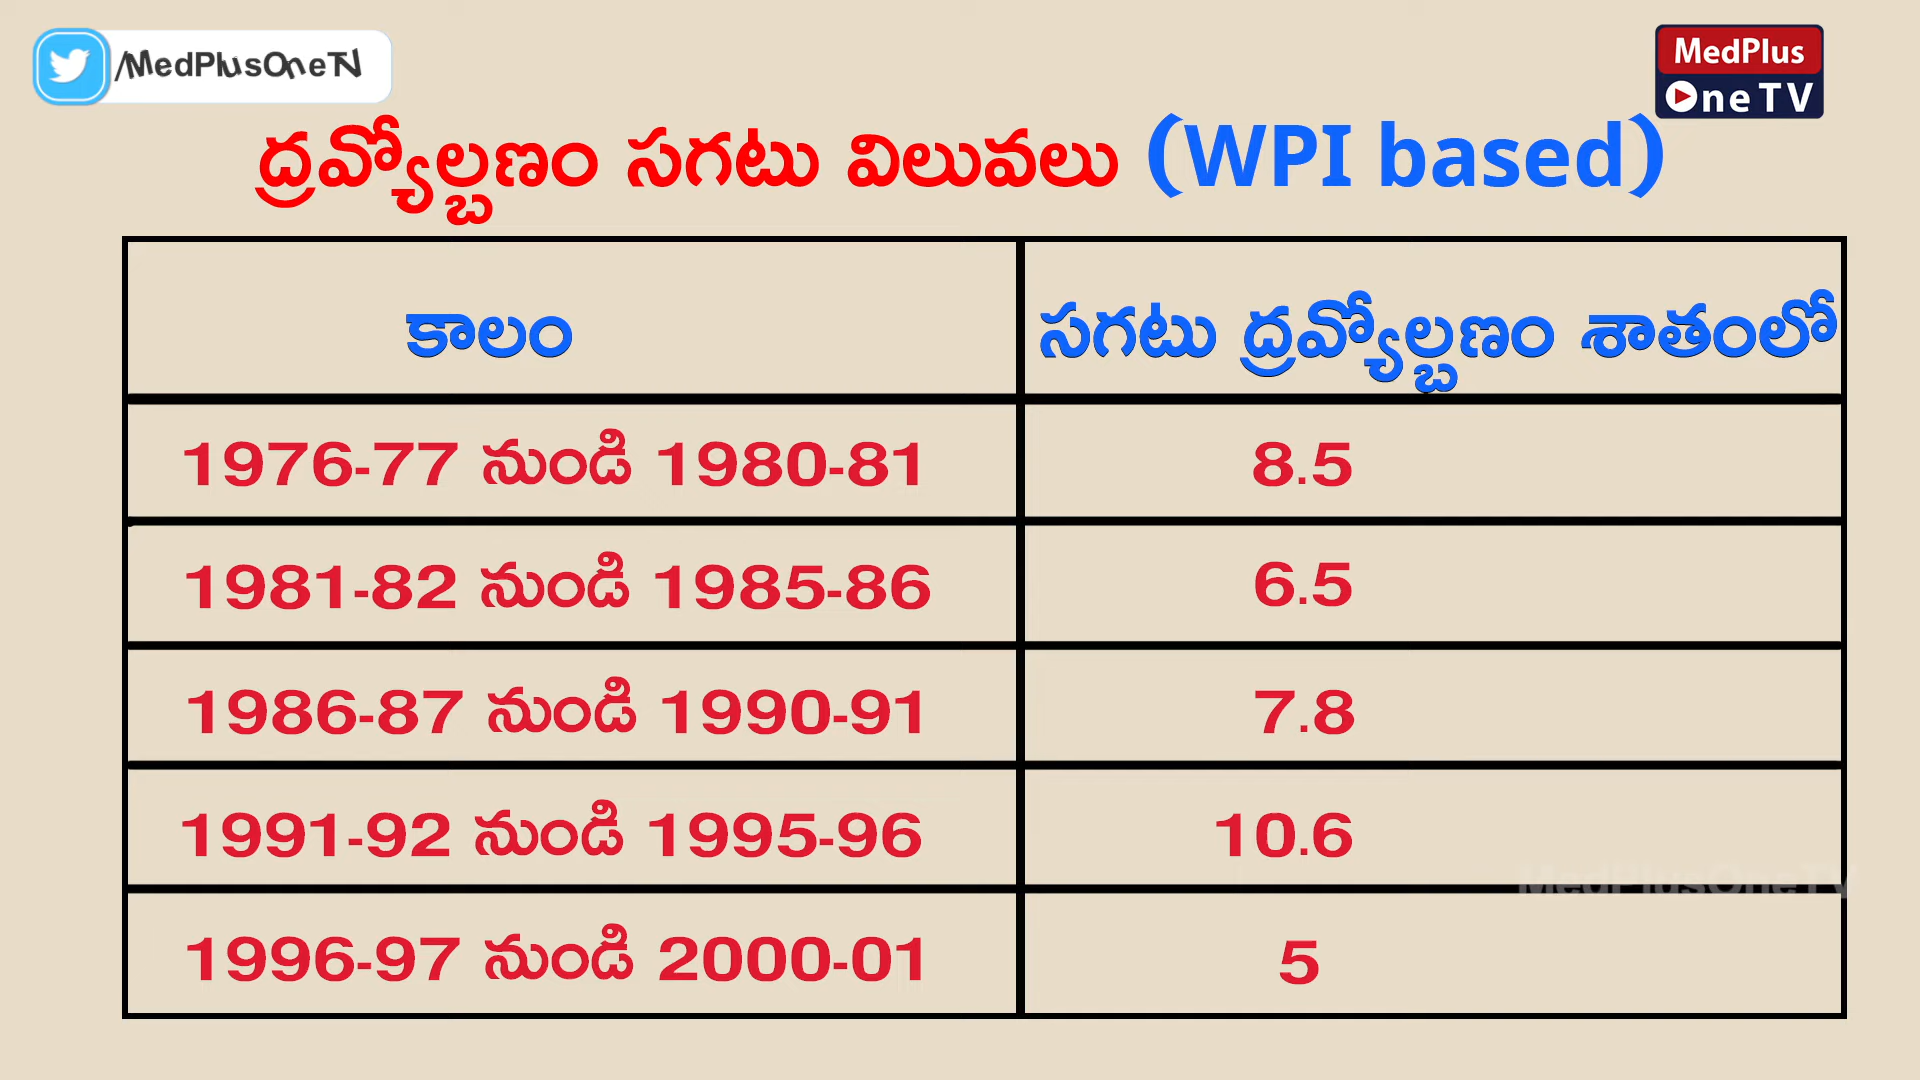 /MedPlusOneTV
MedPlus
OneTV
ద్రవ్యోల్బణం సగటు విలువలు (WPI based)
కాలం సగటు ద్రవ్యోల్బణం శాతంలో
1976-77 నుండి 1980-81 8.5
1981-82 నుండి 1985-86 6.5
1986-87 నుండి 1990-91 7.8
1991-92 నుండి 1995-96 10.6
MedPlusOneTV
1996-97 నుండి 2000-01 5